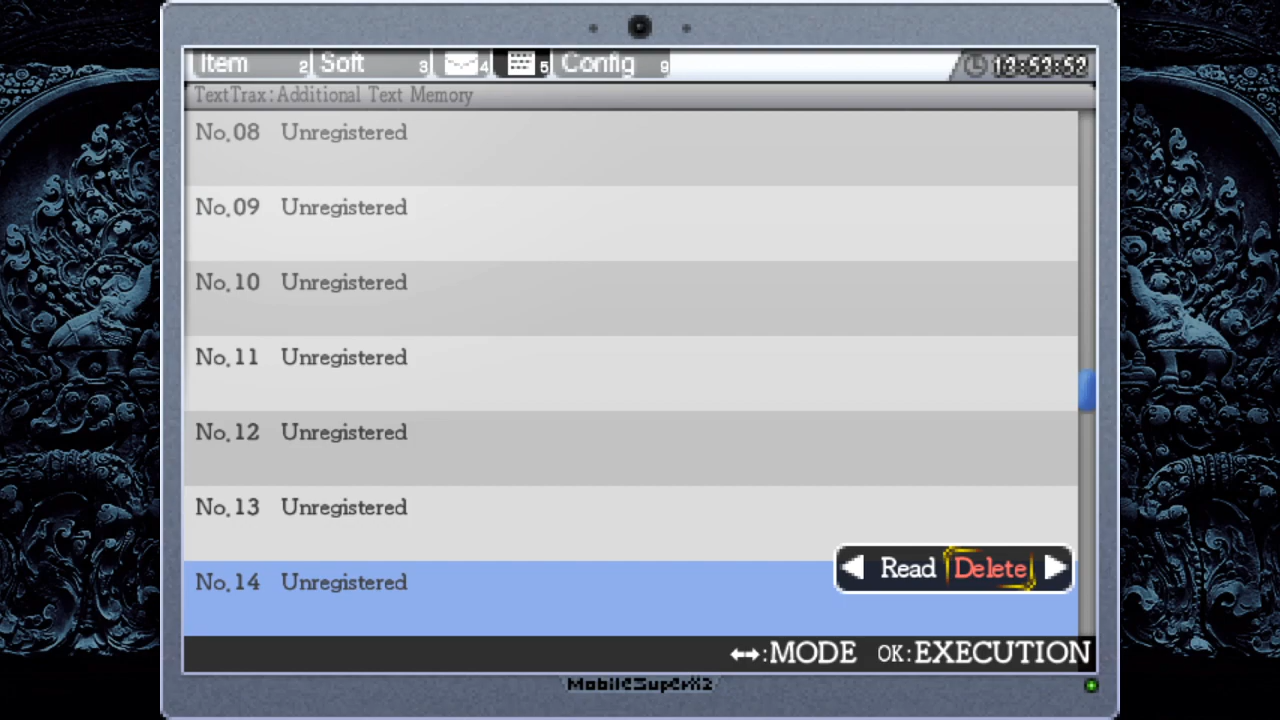 Item 2 Soft 3 4 5 Config 9 12:53:52
TextTrax:Additional Text Memory
No.08 Unregistered
No.09 Unregistered
No.10 Unregistered
No.11 Unregistered
No.12 Unregistered
No.13 Unregistered
No.14 Unregistered
Read Delete
↔:MODE OK:EXECUTION
MobileSuperX2